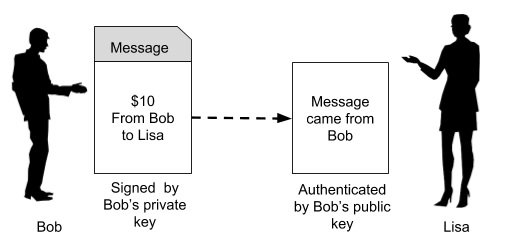 Message
$10
From Bob
to Lisa
Signed by
Bob's private
key
Bob
Message
came from
Bob
Authenticated
by Bob's public
key
Lisa